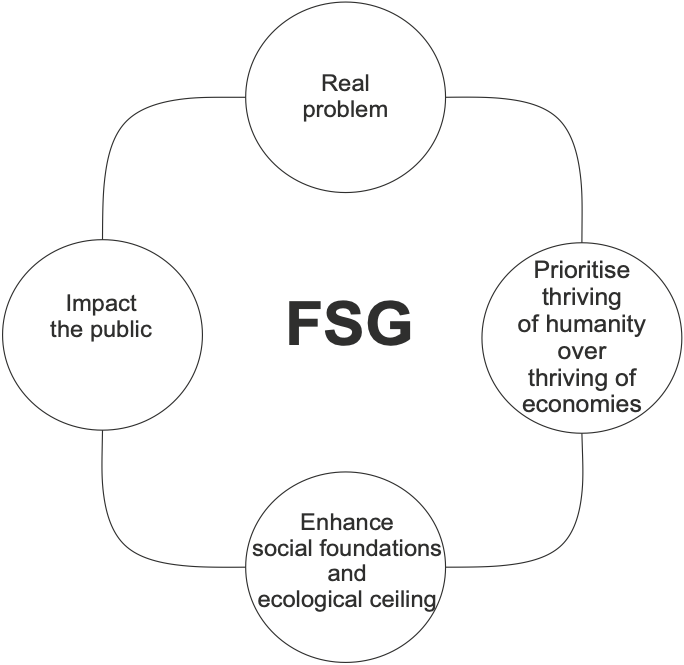 Real
problem
Impact
the public
FSG
Prioritise
thriving
of humanity
over
thriving of
economies
Enhance
social foundations
and
ecological ceiling